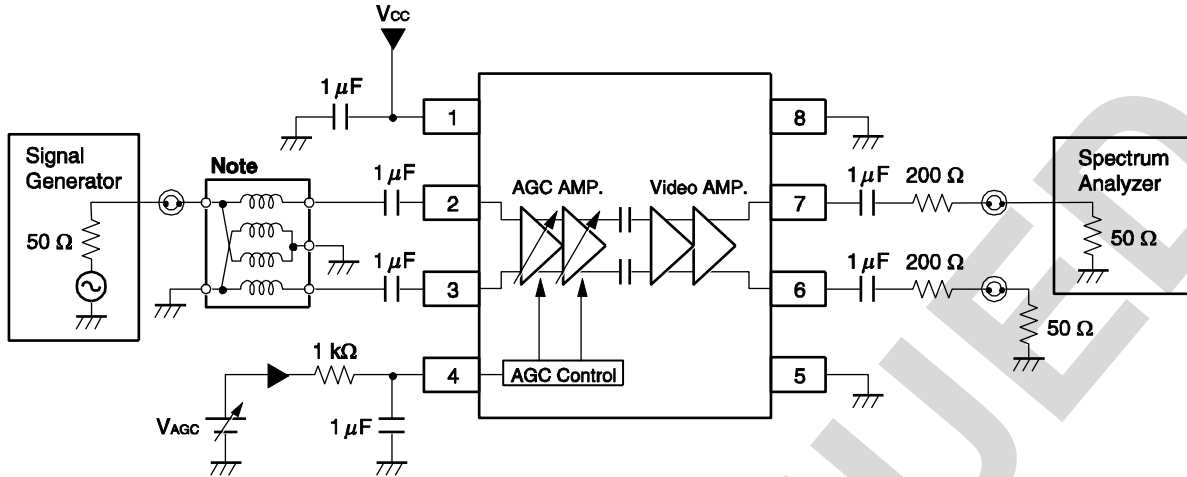 VCC
1 μF
1
8
Signal
Generator
50 Ω
Note
1 μF
2
AGC AMP.
Video AMP.
7
1 μF
200 Ω
Spectrum
Analyzer
50 Ω
1 μF
3
6
1 μF
200 Ω
50 Ω
1 kΩ
4
AGC Control
5
VAGC
1 μF
UED